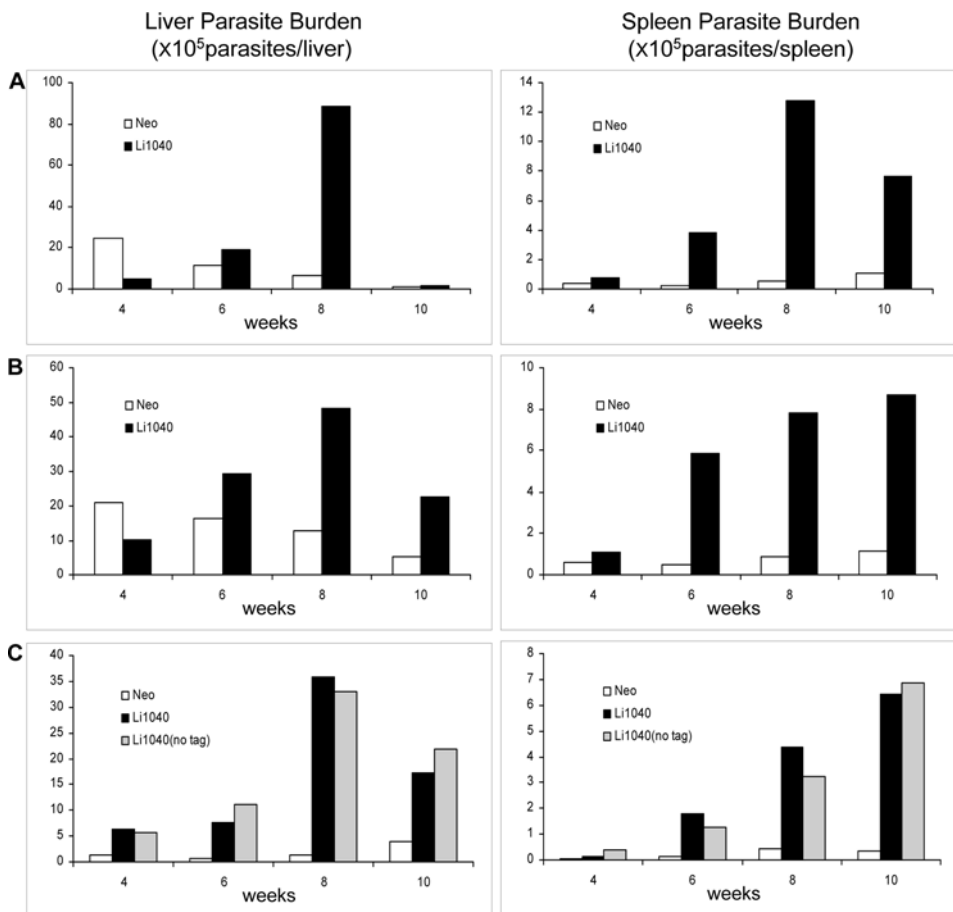 Liver Parasite Burden
(X10⁵parasites/liver)
Spleen Parasite Burden
(X10⁵parasites/spleen)
A
100
80
60
40
20
0
Neo
Li1040
4 6 8 10
weeks
14
12
10
8
6
4
2
0
Neo
Li1040
4 6 8 10
weeks
B
60
50
40
30
20
10
0
Neo
Li1040
4 6 8 10
weeks
10
8
6
4
2
0
Neo
Li1040
4 6 8 10
weeks
C
40
35
30
25
20
15
10
5
0
Neo
Li1040
Li1040(no tag)
4 6 8 10
weeks
8
7
6
5
4
3
2
1
0
Neo
Li1040
Li1040(no tag)
4 6 8 10
weeks